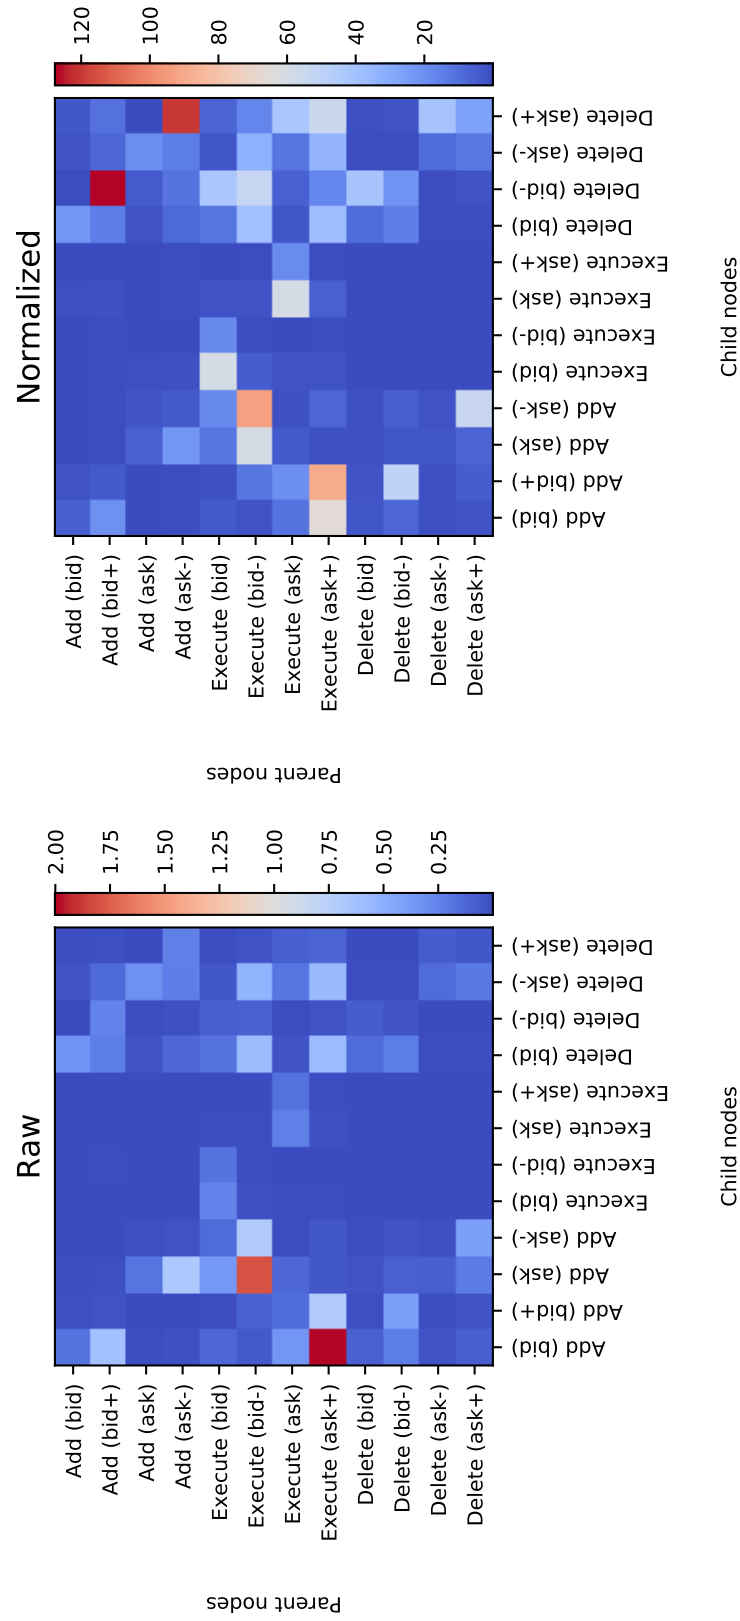 Normalized
120
100
80
60
40
20
Delete (ask+)
Delete (ask-)
Delete (bid-)
Delete (bid)
Execute (ask+)
Execute (ask)
Execute (bid-)
Execute (bid)
Add (ask-)
Add (ask)
Add (bid+)
Add (bid)
Child nodes
Add (bid)
Add (bid+)
Add (ask)
Add (ask-)
Execute (bid)
Execute (bid-)
Execute (ask)
Execute (ask+)
Delete (bid)
Delete (bid-)
Delete (ask-)
Delete (ask+)
Parent nodes
Raw
2.00
1.75
1.50
1.25
1.00
0.75
0.50
0.25
Delete (ask+)
Delete (ask-)
Delete (bid-)
Delete (bid)
Execute (ask+)
Execute (ask)
Execute (bid-)
Execute (bid)
Add (ask-)
Add (ask)
Add (bid+)
Add (bid)
Child nodes
Add (bid)
Add (bid+)
Add (ask)
Add (ask-)
Execute (bid)
Execute (bid-)
Execute (ask)
Execute (ask+)
Delete (bid)
Delete (bid-)
Delete (ask-)
Delete (ask+)
Parent nodes